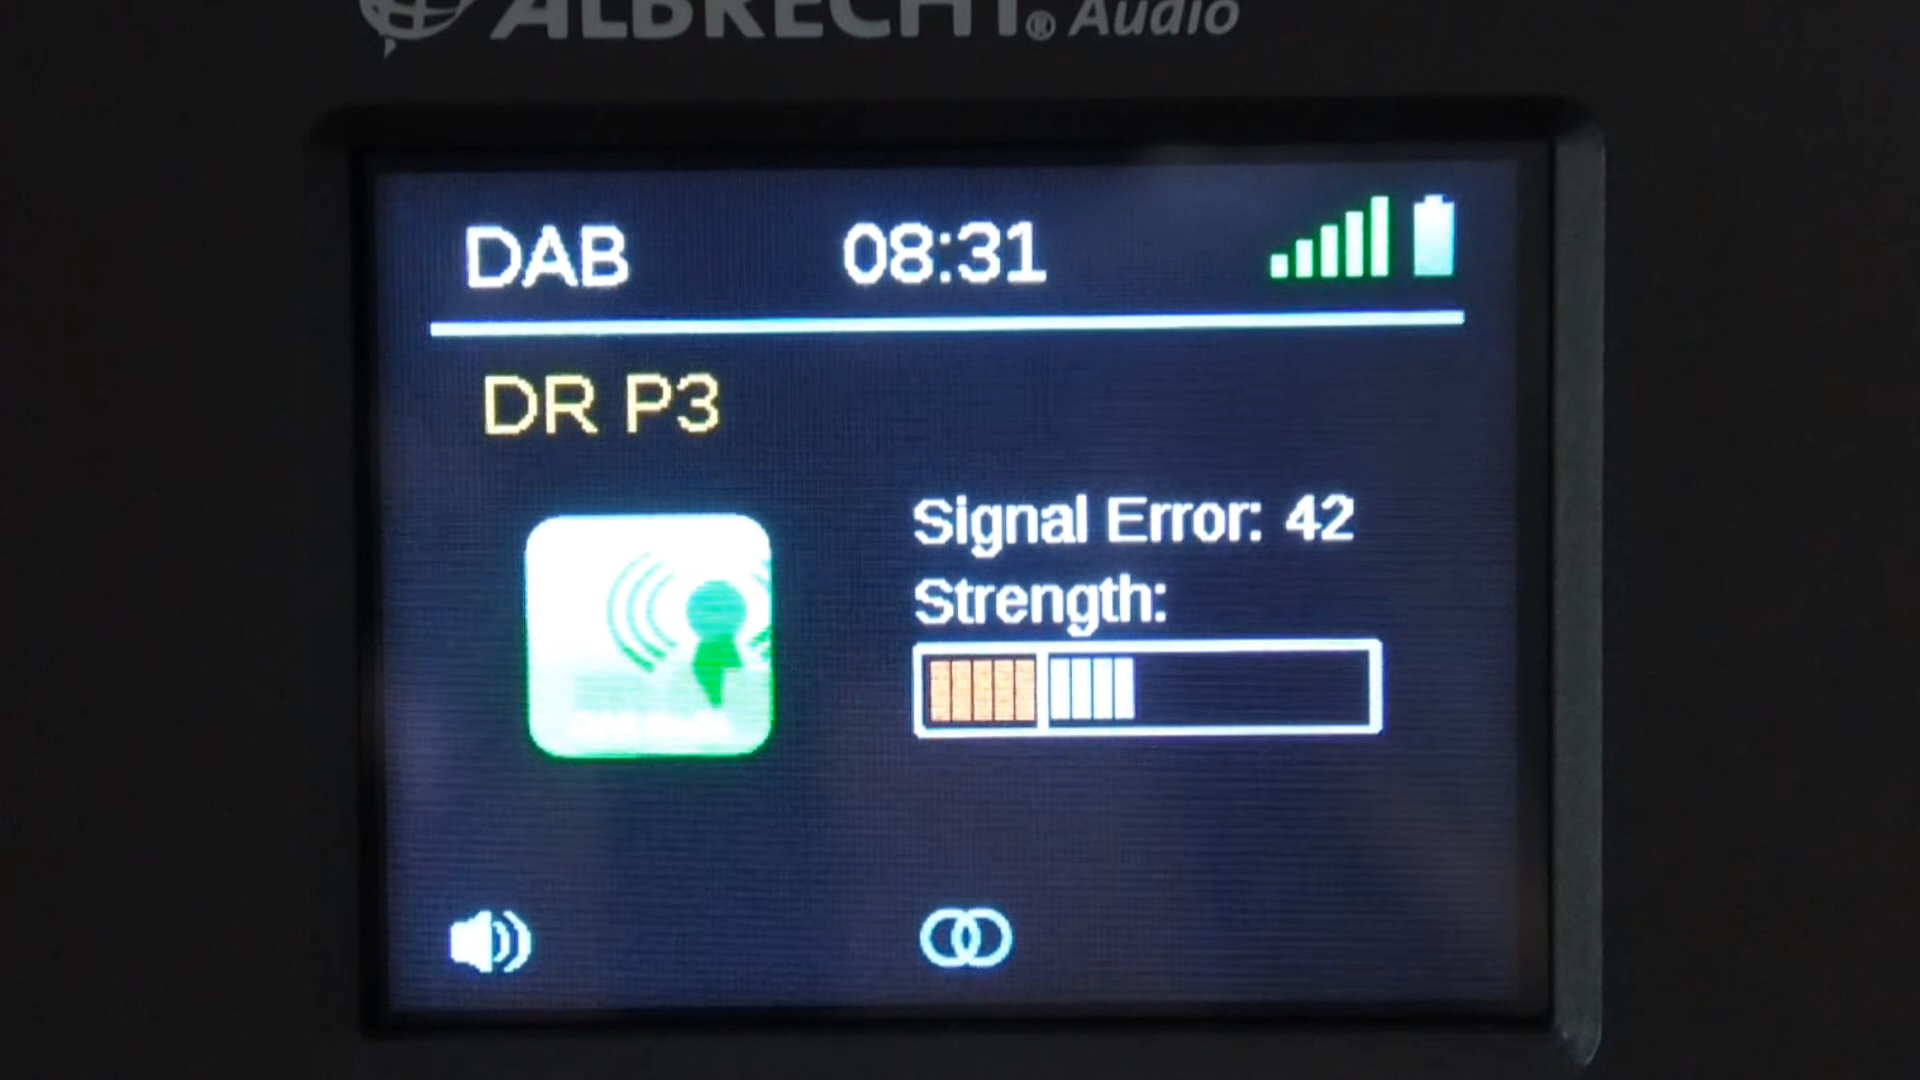 ALBRECHT® Audio
DAB 08:31
DR P3
Signal Error: 42
Strength: